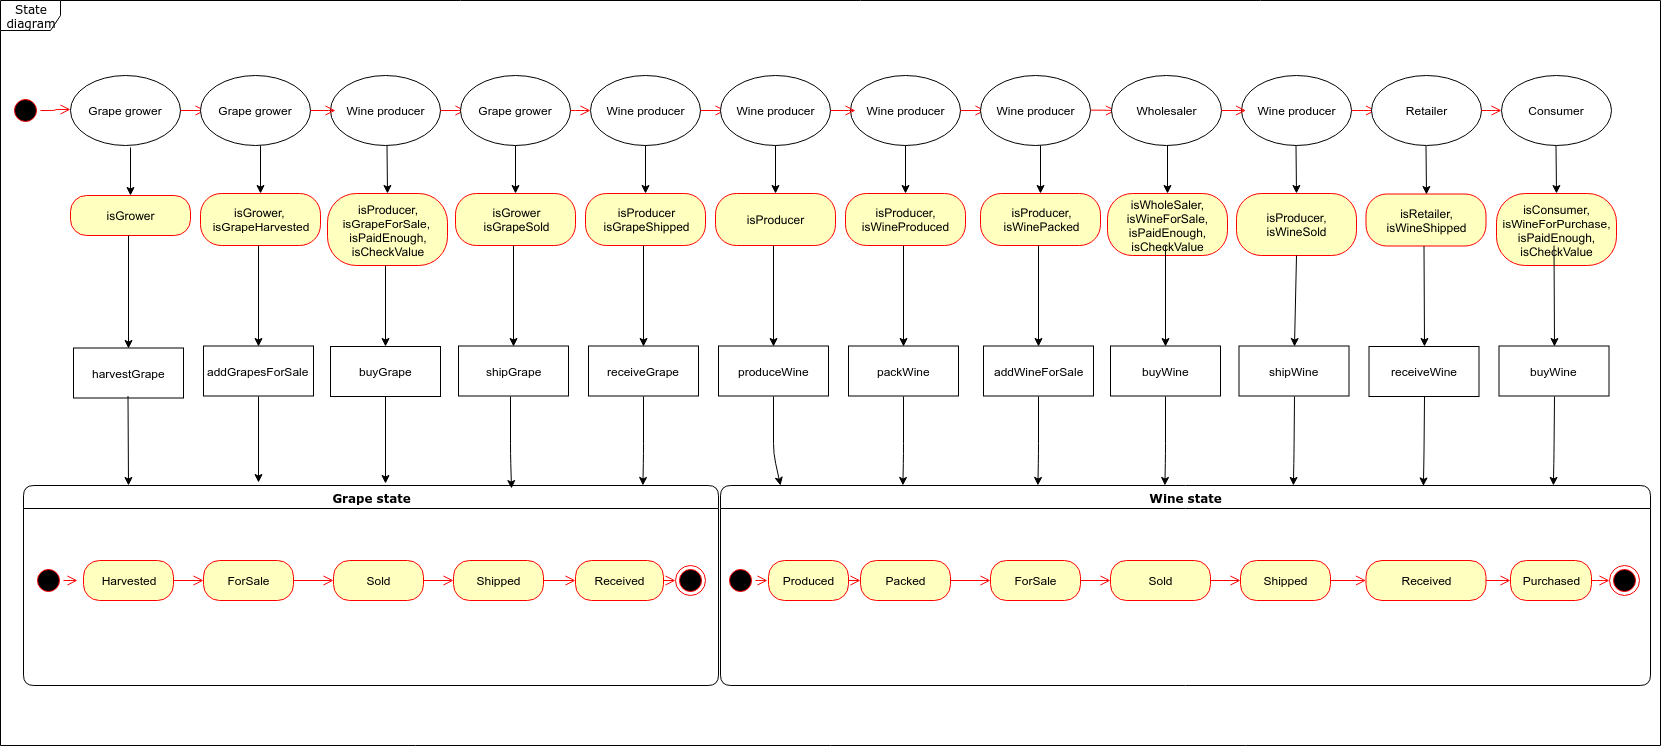 State
diagram
Grape grower
Grape grower
Wine producer
Grape grower
Wine producer
Wine producer
Wine producer
Wine producer
Wholesaler
Wine producer
Retailer
Consumer
isGrower
isGrower,
isGrapeHarvested
isProducer,
isGrapeForSale,
isPaidEnough,
isCheckValue
isGrower
isGrapeSold
isProducer
isGrapeShipped
isProducer
isProducer,
isWineProduced
isProducer,
isWinePacked
isWholeSaler,
isWineForSale,
isPaidEnough,
isCheckValue
isProducer,
isWineSold
isRetailer,
isWineShipped
isConsumer,
isWineForPurchase,
isPaidEnough,
isCheckValue
harvestGrape
addGrapesForSale
buyGrape
shipGrape
receiveGrape
produceWine
packWine
addWineForSale
buyWine
shipWine
receiveWine
buyWine
Grape state
Wine state
Harvested
ForSale
Sold
Shipped
Received
Produced
Packed
ForSale
Sold
Shipped
Received
Purchased